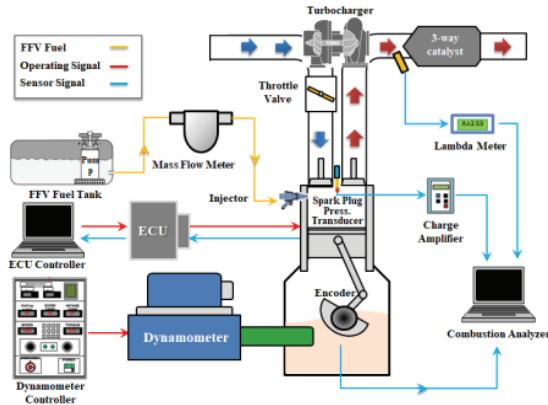 Turbocharger
FFV Fuel
Operating Signal
Sensor Signal
3-way
catalyst
Throttle
Valve
Pum
p
Mass Flow Meter
Lambda Meter
FFV Fuel Tank
Injector
Spark Plug
Press.
Transducer
ECU
Charge
Amplifier
ECU Controller
Encoder
Dynamometer
Combustion Analyzer
Dynamometer
Controller